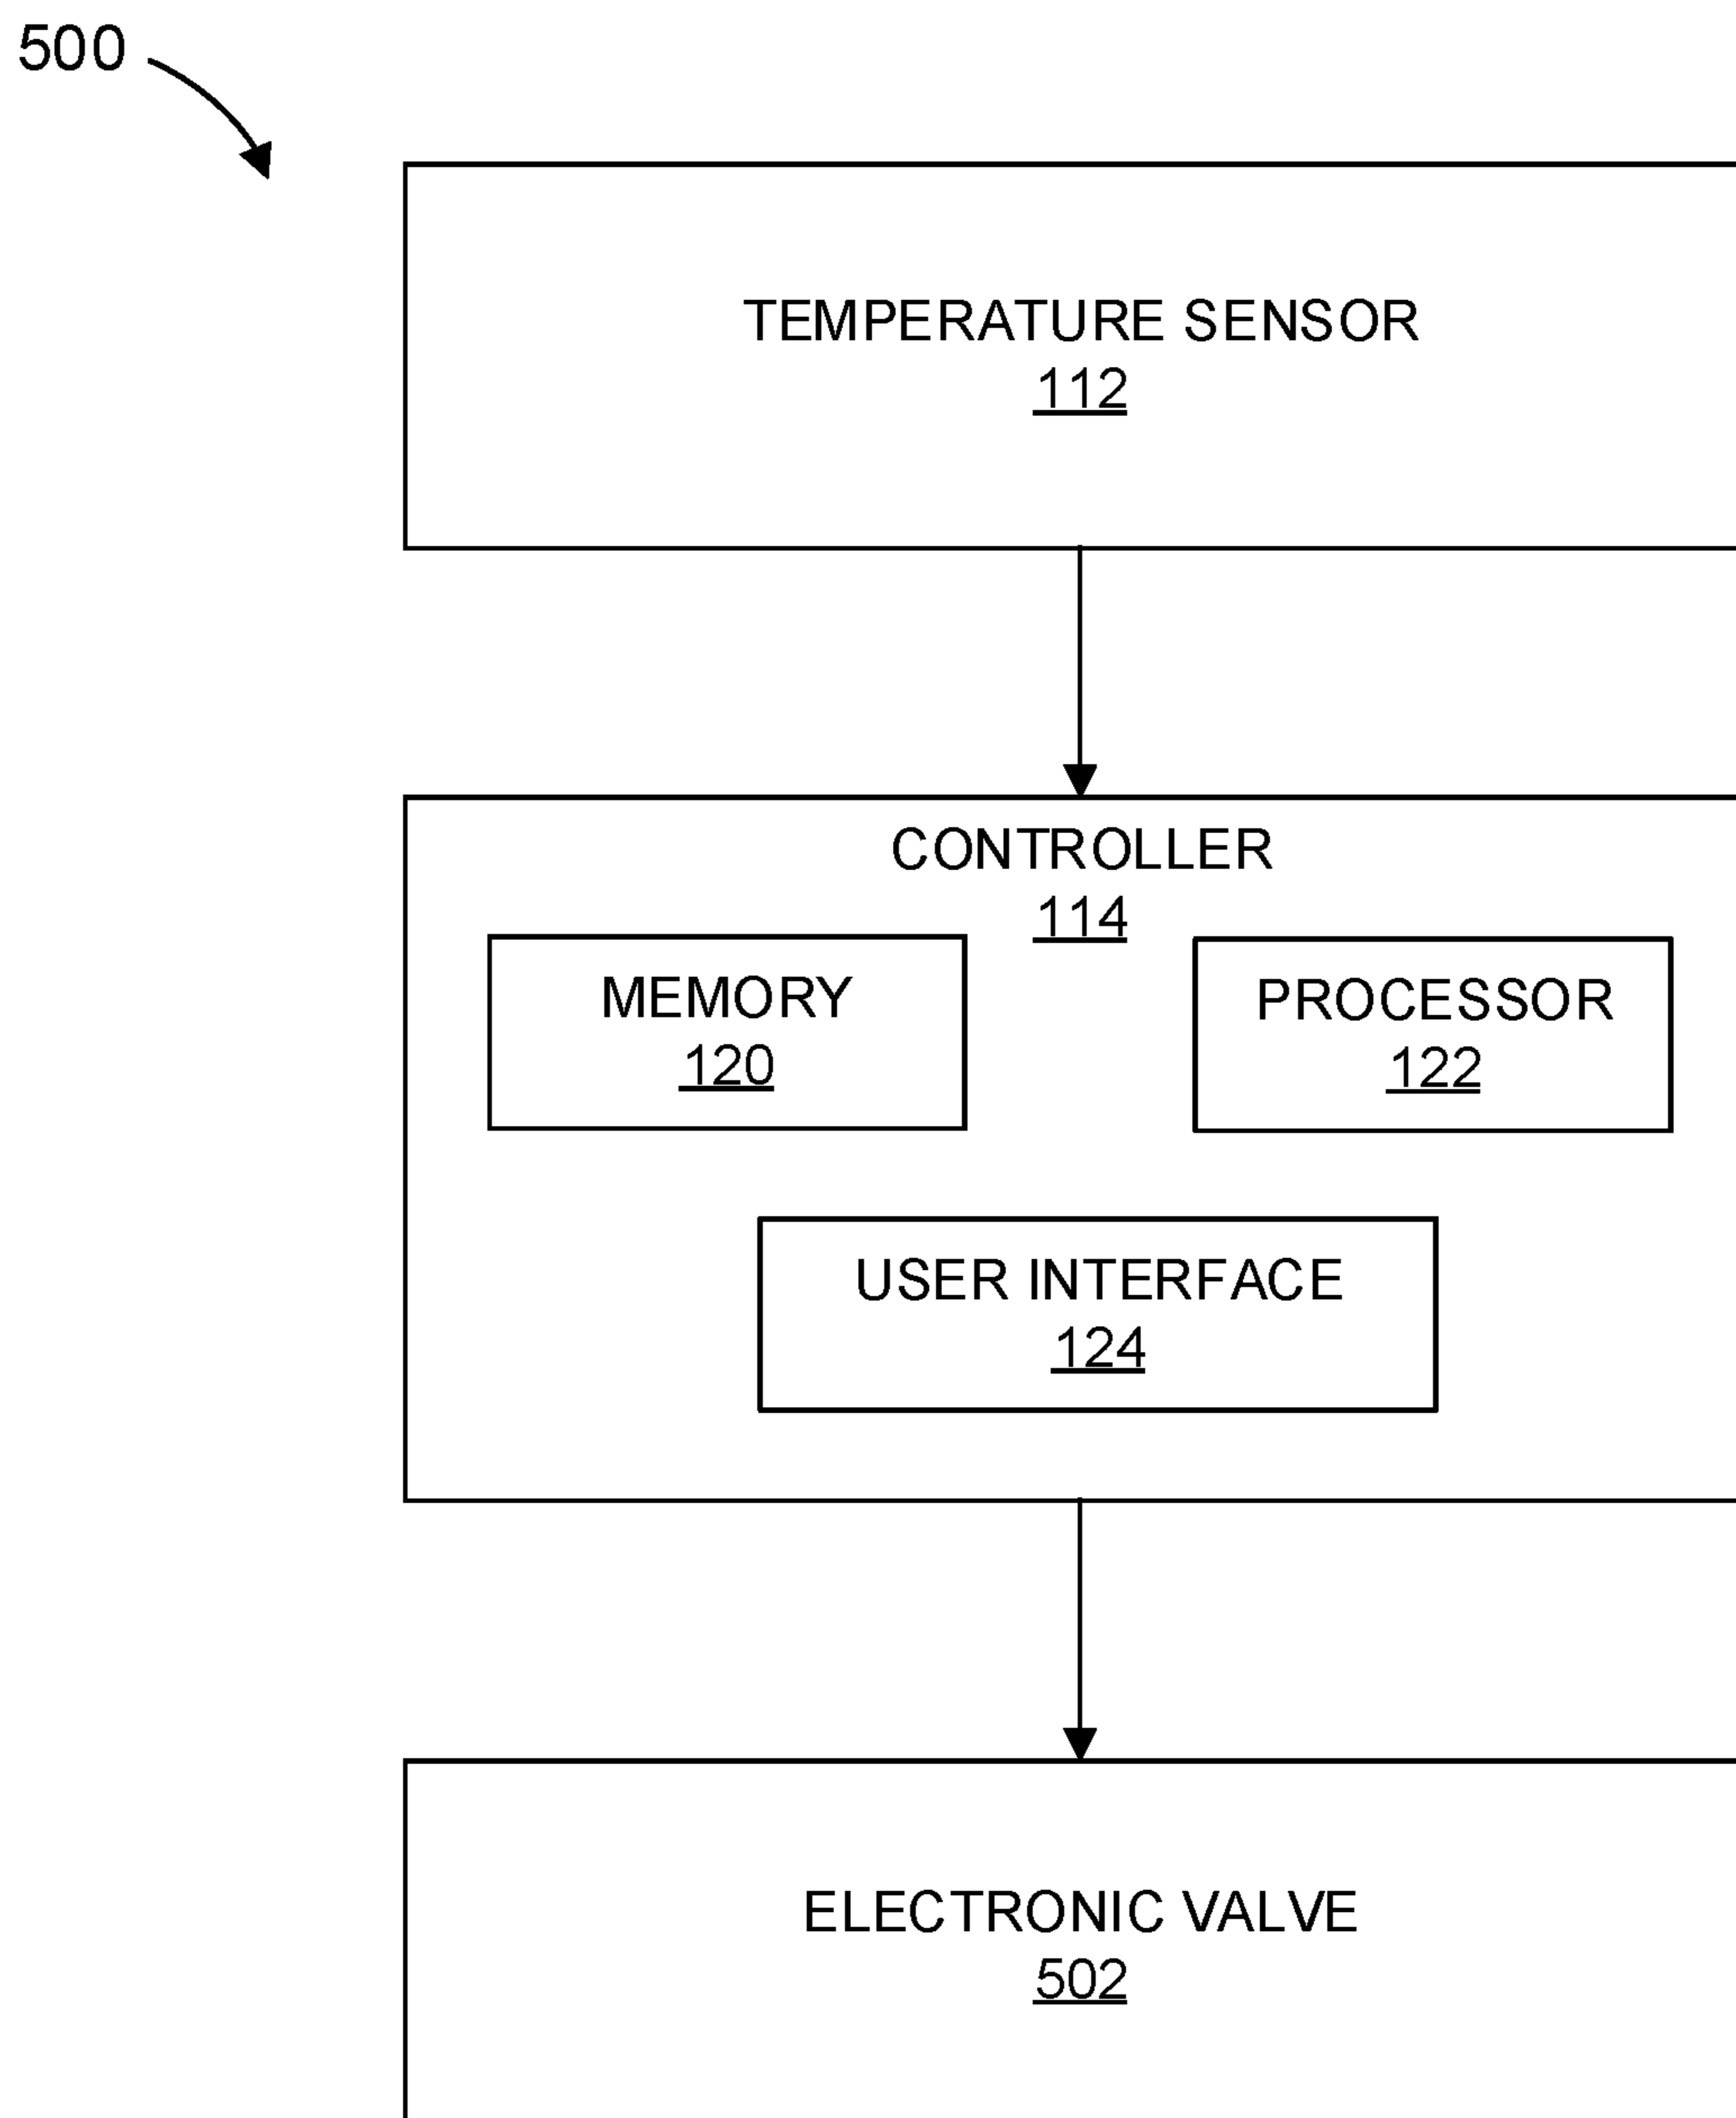 500
TEMPERATURE SENSOR
112
CONTROLLER
114
MEMORY
120
PROCESSOR
122
USER INTERFACE
124
ELECTRONIC VALVE
502